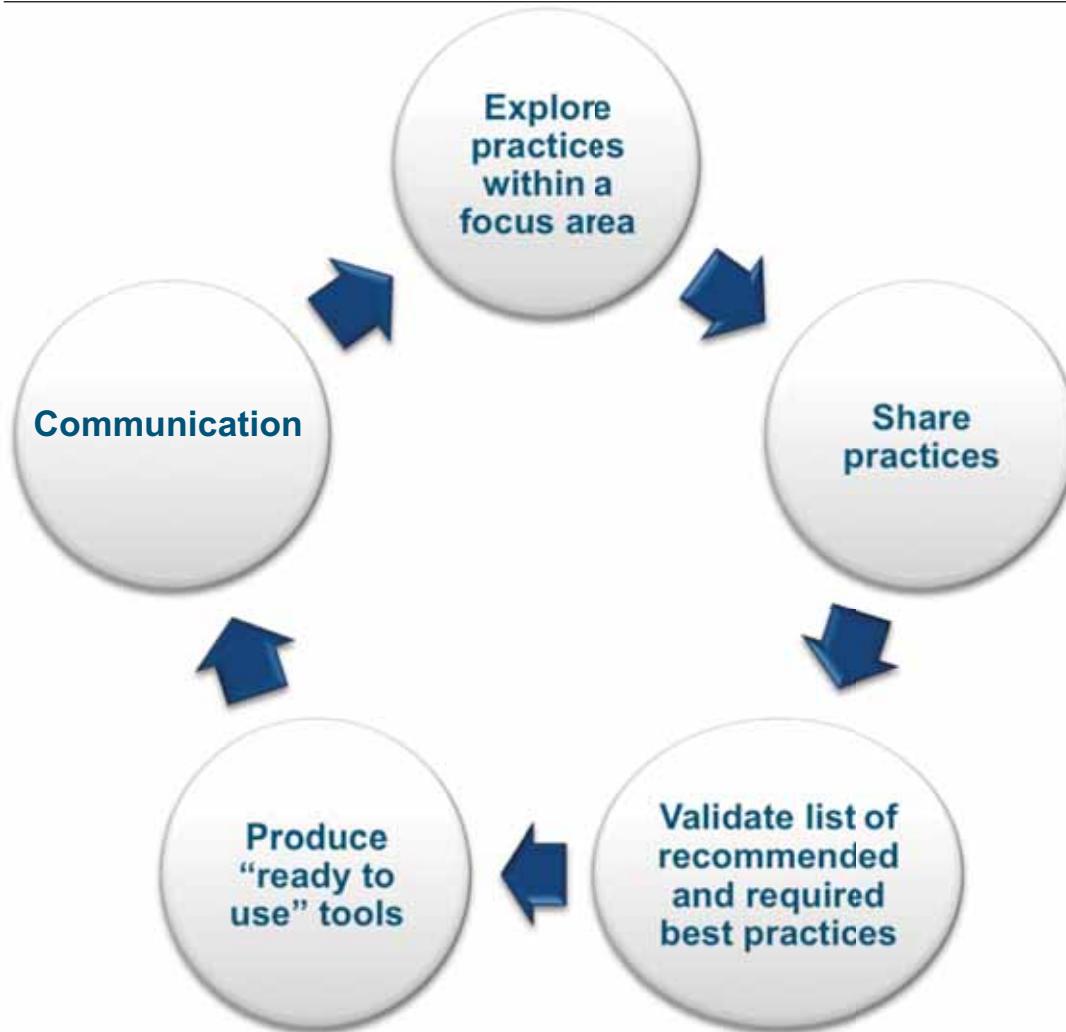 Explore
practices
within a
focus area
Share
practices
Validate list of
recommended
and required
best practices
Produce
“ready to
use” tools
Communication